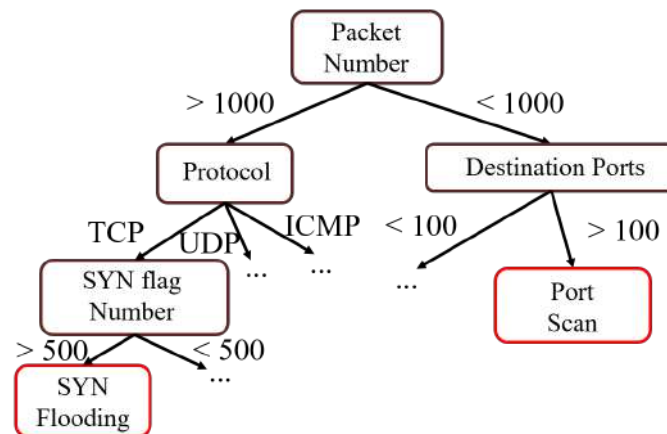 Packet
Number
> 1000
< 1000
Protocol
Destination Ports
TCP
UDP
ICMP
< 100
> 100
...
...
...
SYN flag
Number
Port
Scan
> 500
< 500
...
SYN
Flooding